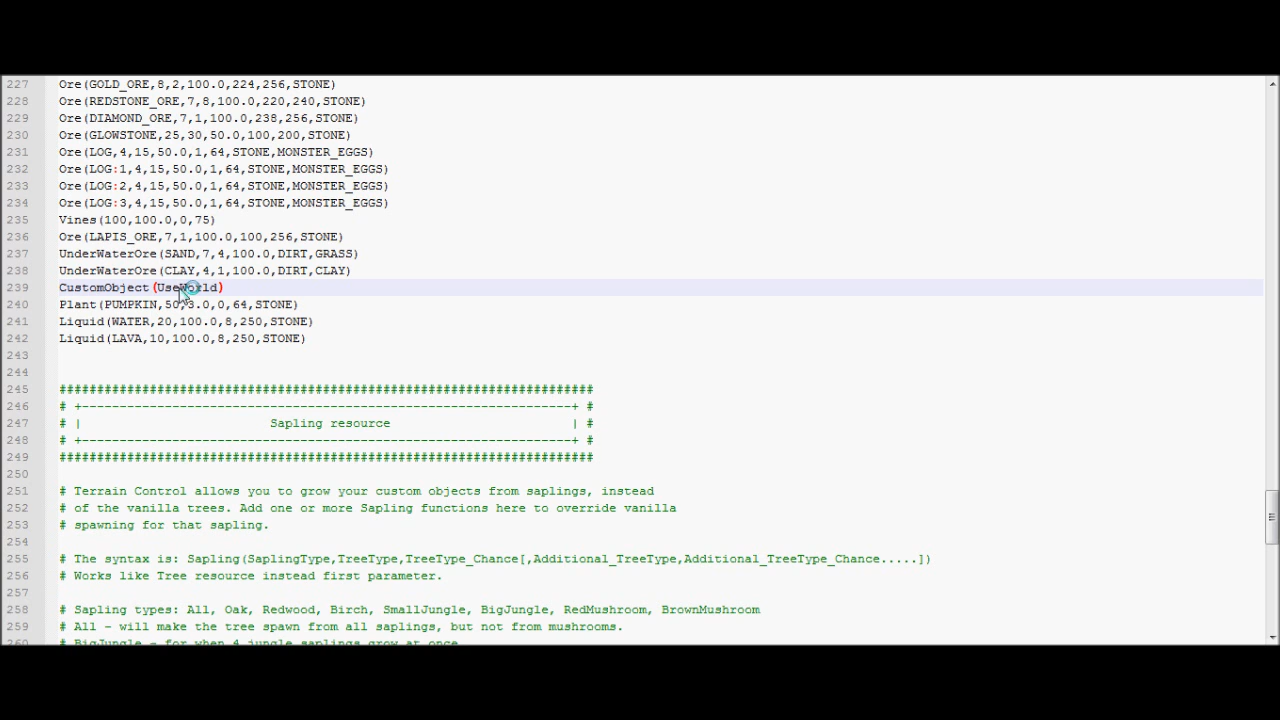 227 Ore(GOLD_ORE,8,2,100.0,224,256,STONE)
228 Ore(REDSTONE_ORE,7,8,100.0,220,240,STONE)
229 Ore(DIAMOND_ORE,7,1,100.0,238,256,STONE)
230 Ore(GLOWSTONE,25,30,50.0,100,200,STONE)
231 Ore(LOG,4,15,50.0,1,64,STONE,MONSTER_EGGS)
232 Ore(LOG:1,4,15,50.0,1,64,STONE,MONSTER_EGGS)
233 Ore(LOG:2,4,15,50.0,1,64,STONE,MONSTER_EGGS)
234 Ore(LOG:3,4,15,50.0,1,64,STONE,MONSTER_EGGS)
235 Vines(100,100.0,0,75)
236 Ore(LAPIS_ORE,7,1,100.0,100,256,STONE)
237 UnderWaterOre(SAND,7,4,100.0,DIRT,GRASS)
238 UnderWaterOre(CLAY,4,1,100.0,DIRT,CLAY)
239 CustomObject(UseWorld)
240 Plant(PUMPKIN,50,3.0,0,64,STONE)
241 Liquid(WATER,20,100.0,8,250,STONE)
242 Liquid(LAVA,10,100.0,8,250,STONE)
243
244
245 #######################################################################
246 # +-----------------------------------------------------------------+ #
247 # |                         Sapling resource                        | #
248 # +-----------------------------------------------------------------+ #
249 #######################################################################
250
251 # Terrain Control allows you to grow your custom objects from saplings, instead
252 # of the vanilla trees. Add one or more Sapling functions here to override vanilla
253 # spawning for that sapling.
254
255 # The syntax is: Sapling(SaplingType,TreeType,TreeType_Chance[,Additional_TreeType,Additional_TreeType_Chance.....])
256 # Works like Tree resource instead first parameter.
257
258 # Sapling types: All, Oak, Redwood, Birch, SmallJungle, BigJungle, RedMushroom, BrownMushroom
259 # All - will make the tree spawn from all saplings, but not from mushrooms.
260 # BigJungle - for when 4 jungle saplings grow at once.